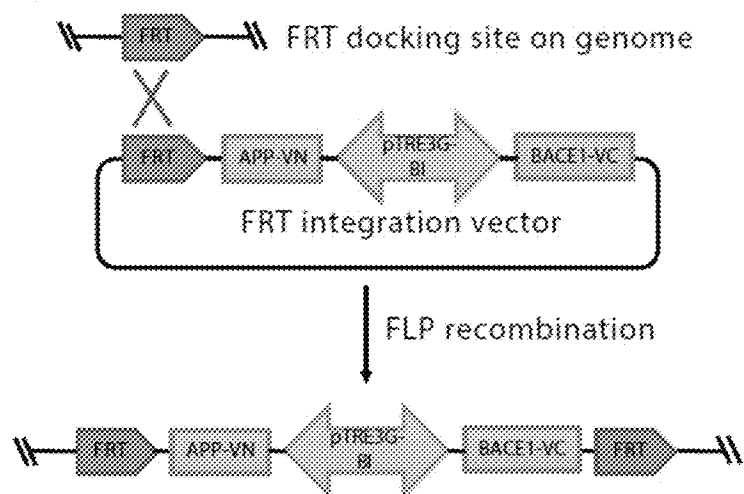 FRT
FRT docking site on genome
FRT
APP-VN
pTRE3G-
BI
BACE1-VC
FRT integration vector
FLP recombination
FRT
APP-VN
pTRE3G-
BI
BACE1-VC
FRT